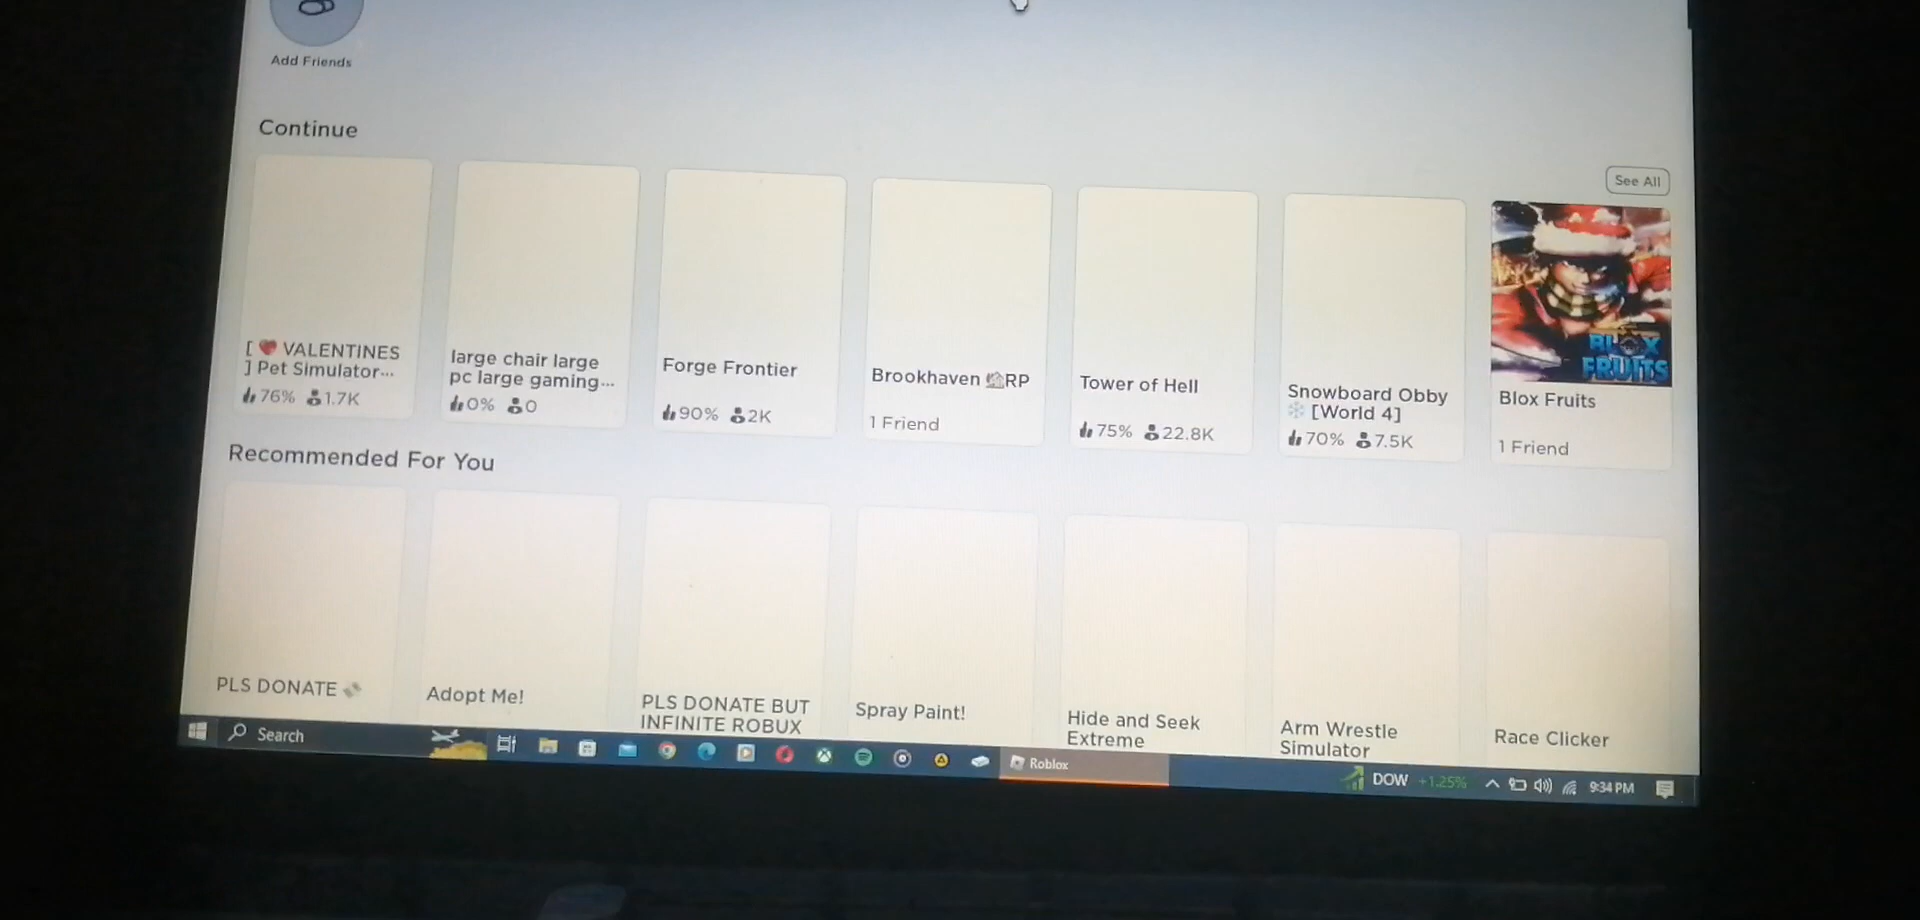 Add Friends
Continue
See All
[ ❤ VALENTINES
] Pet Simulator...
76% 1.7K
large chair large
pc large gaming...
0% 0
Forge Frontier
90% 2K
Brookhaven 🏡RP
1 Friend
Tower of Hell
75% 22.8K
Snowboard Obby
❄ [World 4]
70% 7.5K
BLOX
FRUITS
Blox Fruits
1 Friend
Recommended For You
PLS DONATE 💸
Adopt Me!
PLS DONATE BUT
INFINITE ROBUX
Spray Paint!
Hide and Seek
Extreme
Arm Wrestle
Simulator
Race Clicker
Search
Roblox
DOW +1.25%
9:34 PM